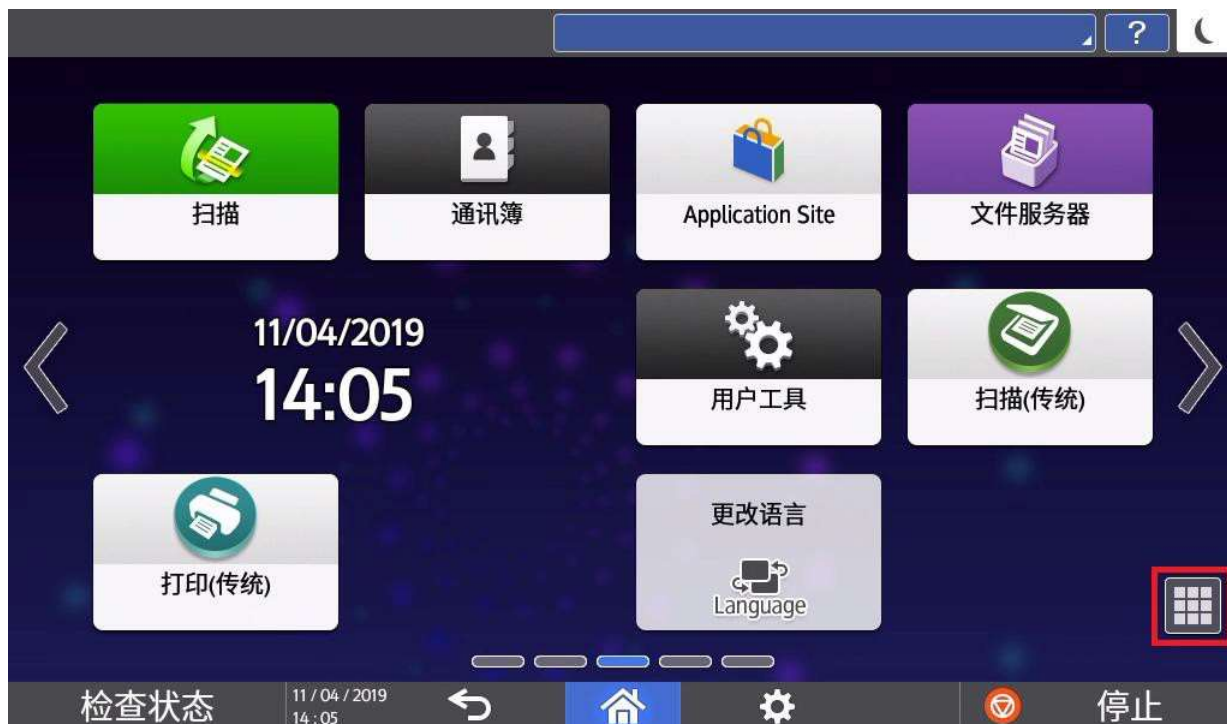 ?
扫描
通讯簿
Application Site
文件服务器
11/04/2019
14:05
用户工具
扫描(传统)
打印(传统)
更改语言
Language
检查状态
11 / 04 / 2019
14 : 05
停止